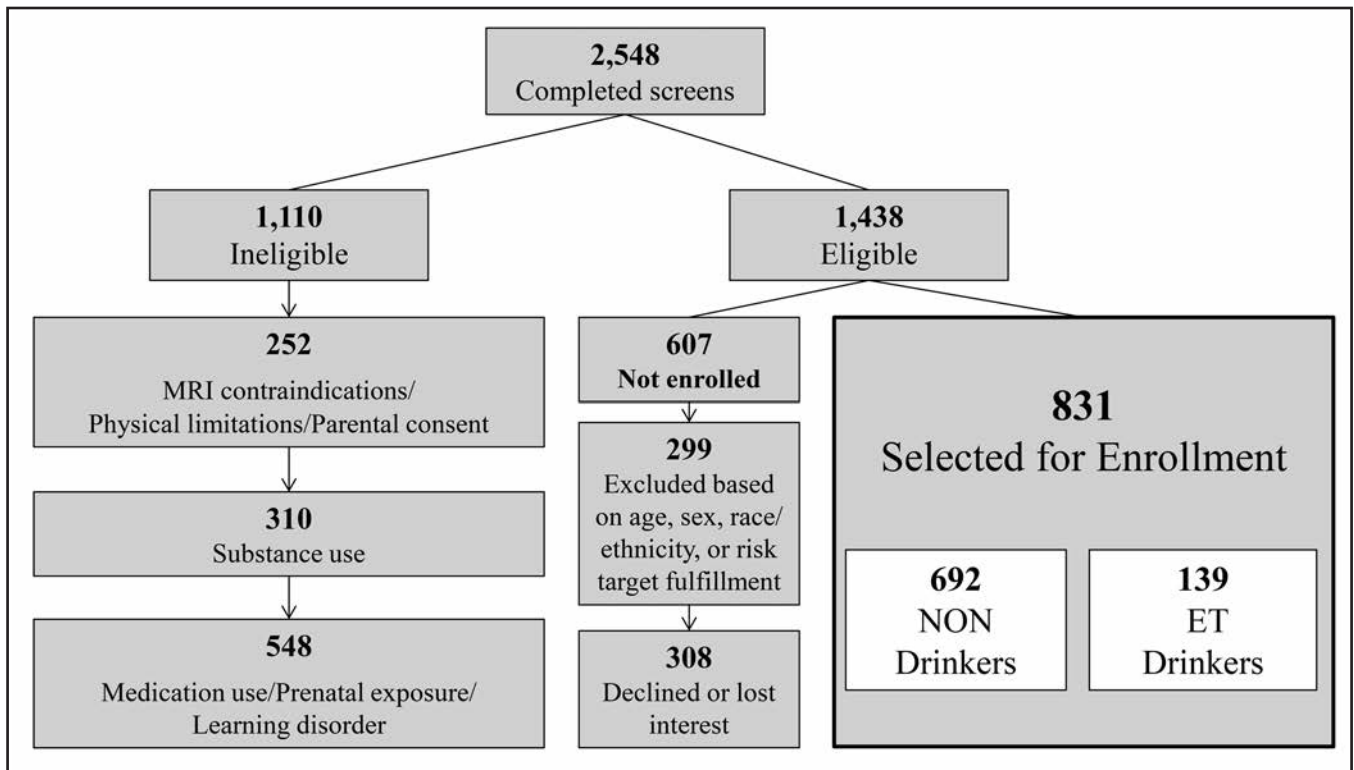 2,548
Completed screens
1,110
Ineligible
1,438
Eligible
252
MRI contraindications/
Physical limitations/Parental consent
310
Substance use
548
Medication use/Prenatal exposure/
Learning disorder
607
Not enrolled
299
Excluded based
on age, sex, race/
ethnicity, or risk
target fulfillment
308
Declined or lost
interest
831
Selected for Enrollment
692
NON
Drinkers
139
ET
Drinkers